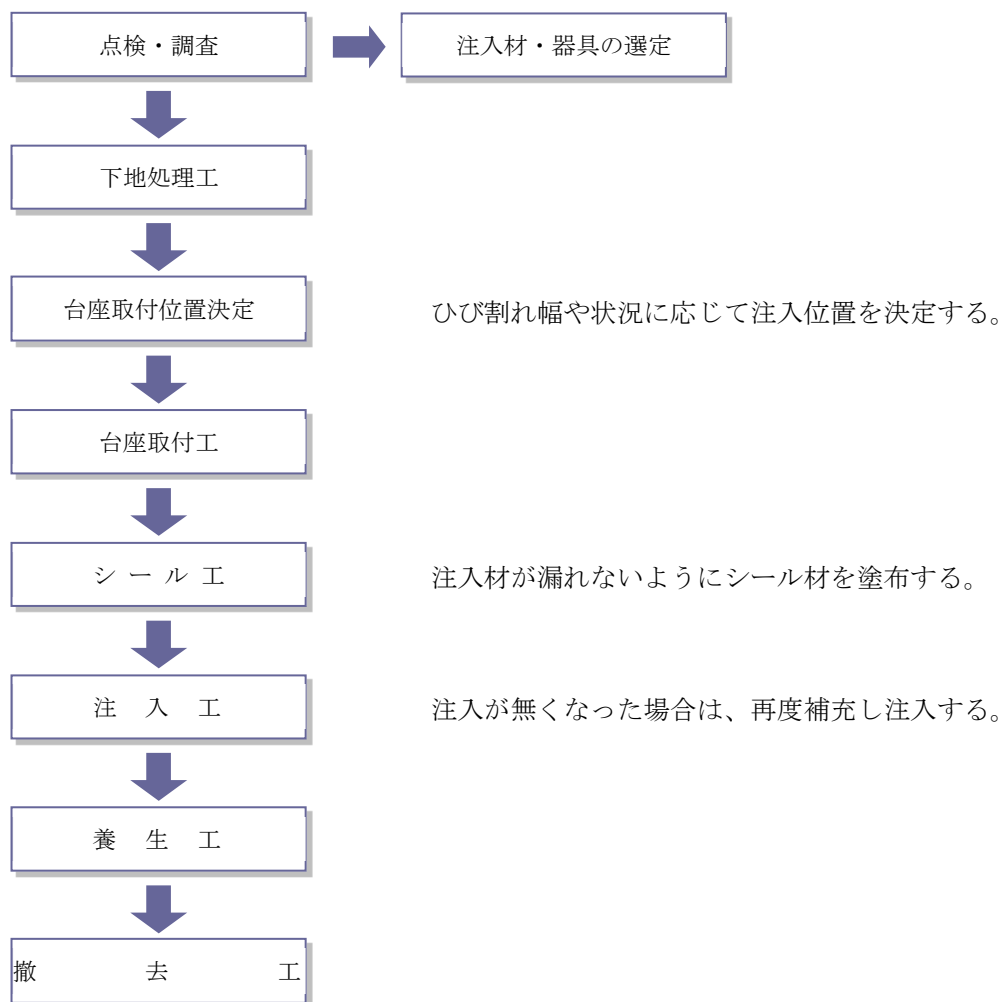 点検・調査
注入材・器具の選定
下地処理工
台座取付位置決定
ひび割れ幅や状況に応じて注入位置を決定する。
台座取付工
シ ー ル 工
注入材が漏れないようにシール材を塗布する。
注 入 工
注入が無くなった場合は、再度補充し注入する。
養 生 工
撤 去 工